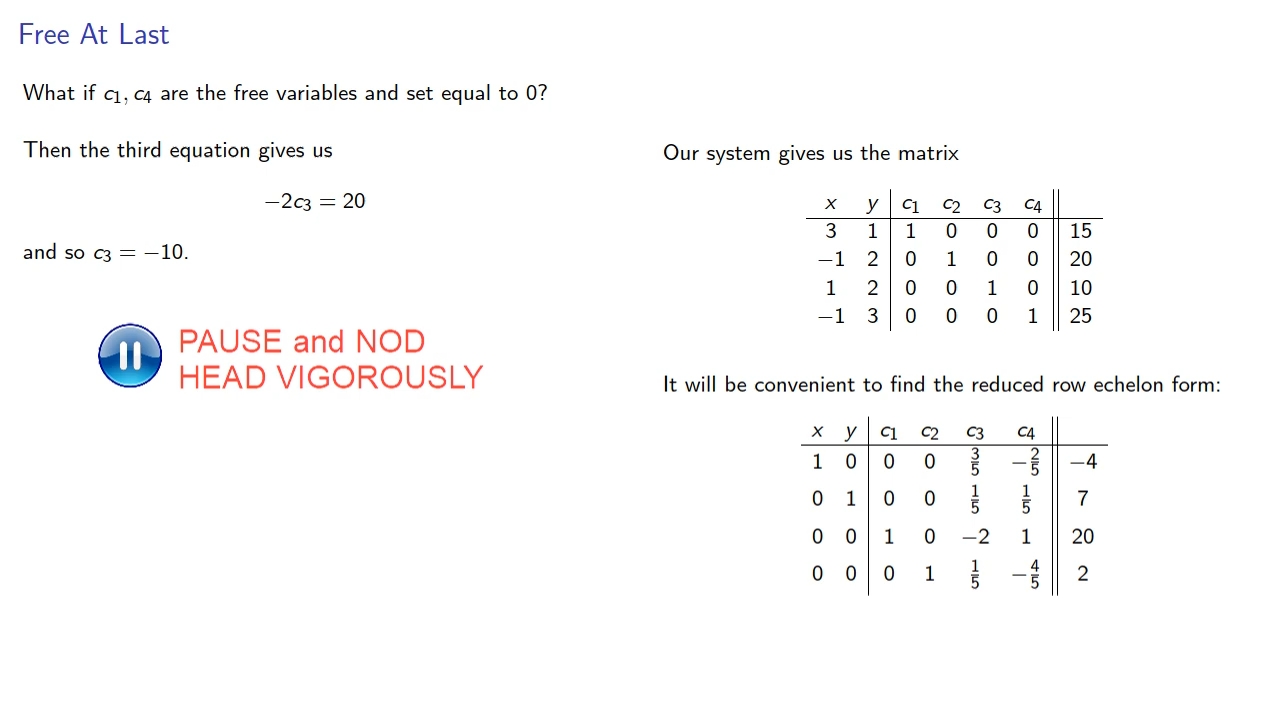 Free At Last
What if c₁, c₄ are the free variables and set equal to 0?
Then the third equation gives us
−2c₃ = 20
and so c₃ = −10.
PAUSE and NOD
HEAD VIGOROUSLY
Our system gives us the matrix
x y c₁ c₂ c₃ c₄
3 1 1 0 0 0 15
−1 2 0 1 0 0 20
1 2 0 0 1 0 10
−1 3 0 0 0 1 25
It will be convenient to find the reduced row echelon form:
x y c₁ c₂ c₃ c₄
1 0 0 0 3/5 −2/5 −4
0 1 0 0 1/5 1/5 7
0 0 1 0 −2 1 20
0 0 0 1 1/5 −4/5 2